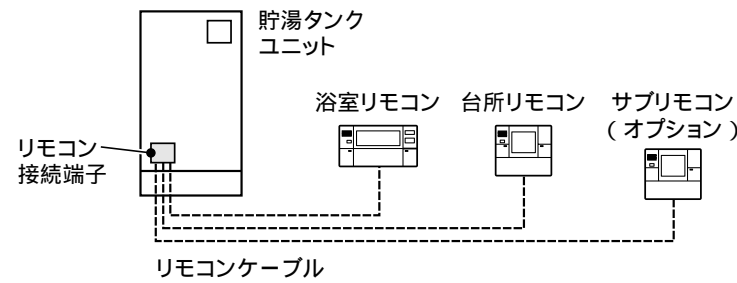 貯湯タンク
ユニット
浴室リモコン
台所リモコン
サブリモコン
(オプション)
リモコン
接続端子
リモコンケーブル